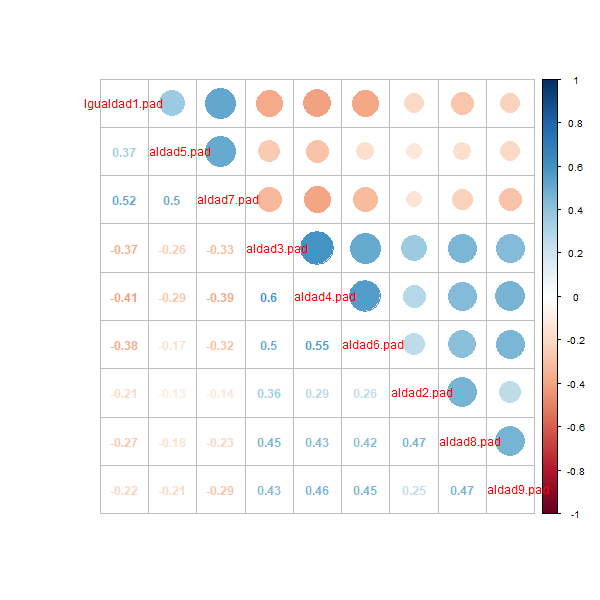 Igualdad1.pad
0.37 aldad5.pad
0.52 0.5 aldad7.pad
-0.37 -0.26 -0.33 aldad3.pad
-0.41 -0.29 -0.39 0.6 aldad4.pad
-0.38 -0.17 -0.32 0.5 0.55 aldad6.pad
-0.21 -0.13 -0.14 0.36 0.29 0.26 aldad2.pad
-0.27 -0.18 -0.23 0.45 0.43 0.42 0.47 aldad8.pad
-0.22 -0.21 -0.29 0.43 0.46 0.45 0.25 0.47 aldad9.pad
1
0.8
0.6
0.4
0.2
0
-0.2
-0.4
-0.6
-0.8
-1